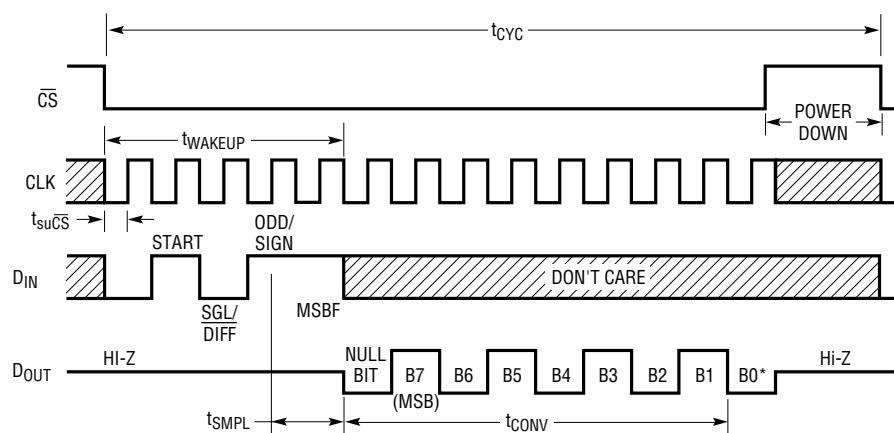 tCYC
CS
POWER
DOWN
tWAKEUP
CLK
tsuCS
START
ODD/
SIGN
DIN
DON'T CARE
SGL/
DIFF
MSBF
DOUT
HI-Z
NULL
BIT
B7
(MSB)
B6
B5
B4
B3
B2
B1
B0*
Hi-Z
tSMPL
tCONV